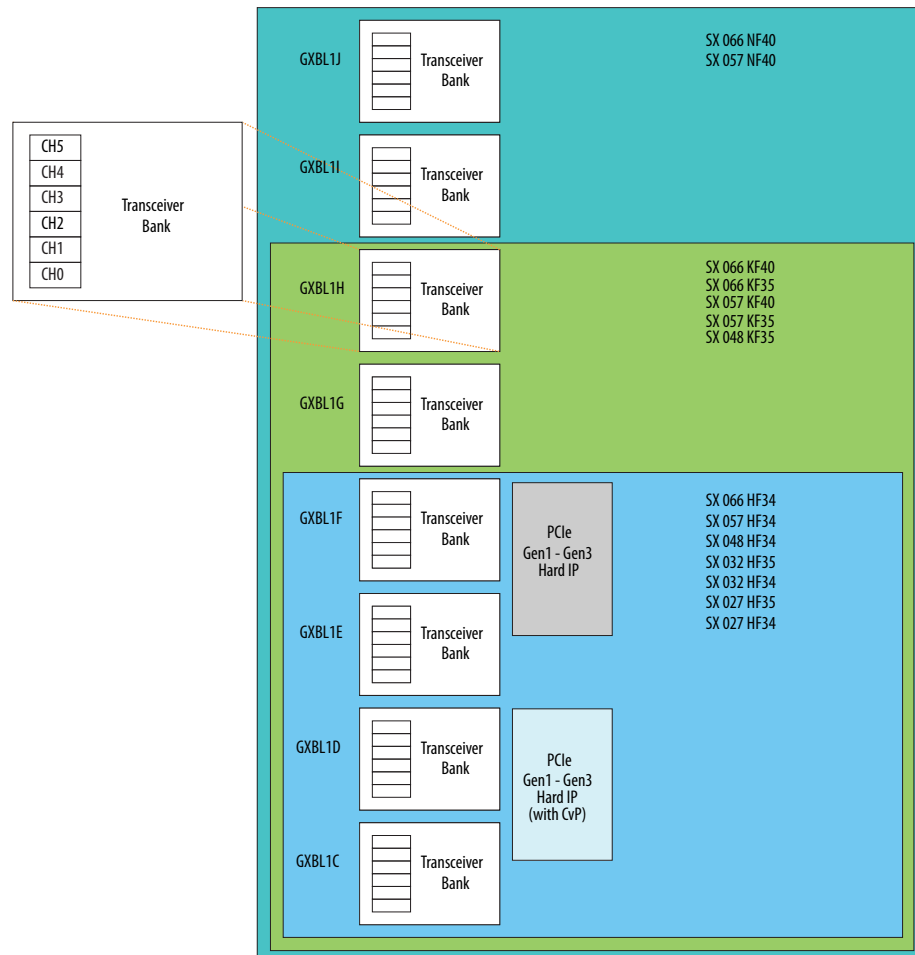 GXBL1J
Transceiver
Bank
SX 066 NF40
SX 057 NF40
CH5
CH4
CH3
CH2
CH1
CH0
Transceiver
Bank
GXBL1I
Transceiver
Bank
GXBL1H
Transceiver
Bank
SX 066 KF40
SX 066 KF35
SX 057 KF40
SX 057 KF35
SX 048 KF35
GXBL1G
Transceiver
Bank
GXBL1F
Transceiver
Bank
PCIe
Gen1 - Gen3
Hard IP
SX 066 HF34
SX 057 HF34
SX 048 HF34
SX 032 HF35
SX 032 HF34
SX 027 HF35
SX 027 HF34
GXBL1E
Transceiver
Bank
GXBL1D
Transceiver
Bank
PCIe
Gen1 - Gen3
Hard IP
(with CvP)
GXBL1C
Transceiver
Bank